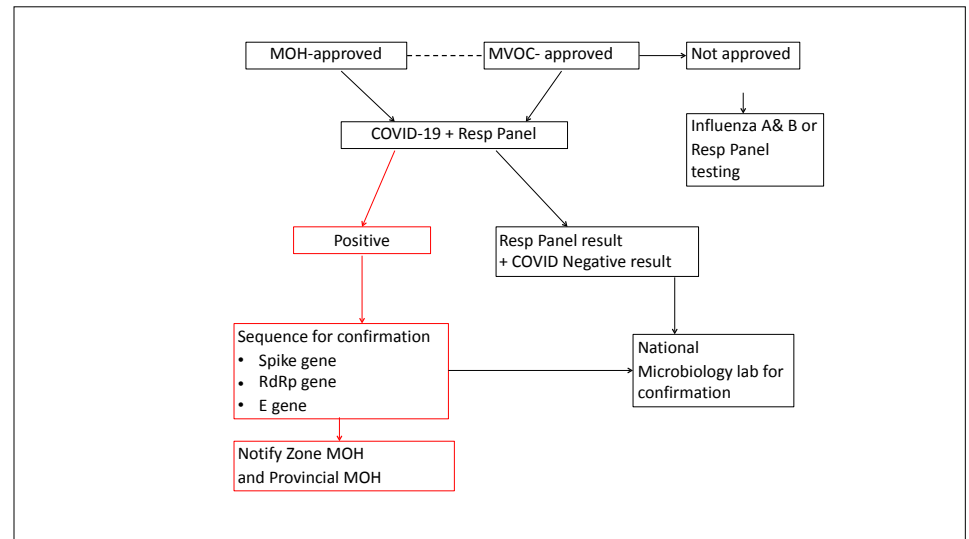 MOH-approved
MVOC- approved
Not approved
COVID-19 + Resp Panel
Influenza A& B or
Resp Panel
testing
Positive
Resp Panel result
+ COVID Negative result
Sequence for confirmation
• Spike gene
• RdRp gene
• E gene
National
Microbiology lab for
confirmation
Notify Zone MOH
and Provincial MOH